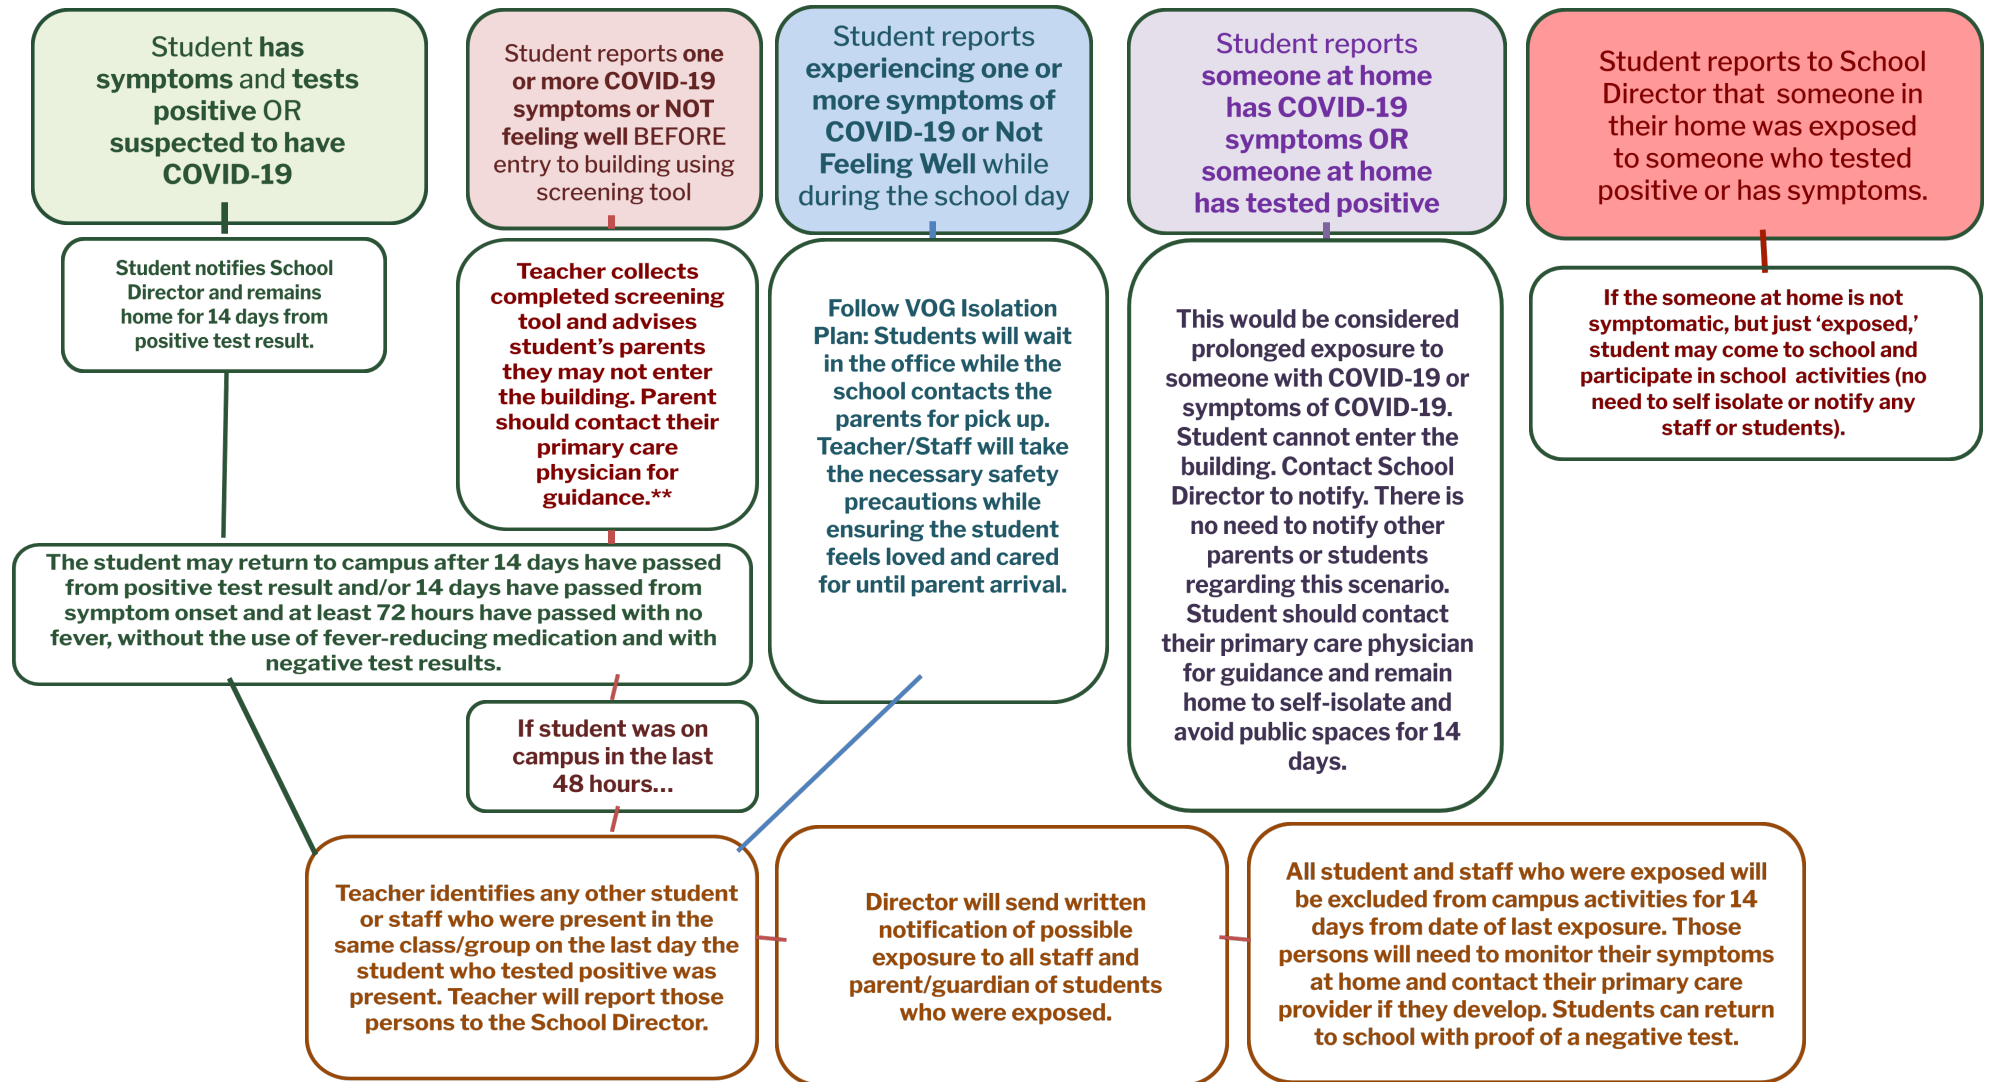 Student has
symptoms and tests
positive OR
suspected to have
COVID-19
Student reports one
or more COVID-19
symptoms or NOT
feeling well BEFORE
entry to building using
screening tool
Student reports
experiencing one or
more symptoms of
COVID-19 or Not
Feeling Well while
during the school day
Student reports
someone at home
has COVID-19
symptoms OR
someone at home
has tested positive
Student reports to School
Director that someone in
their home was exposed
to someone who tested
positive or has symptoms.
Student notifies School
Director and remains
home for 14 days from
positive test result.
Teacher collects
completed screening
tool and advises
student's parents
they may not enter
the building. Parent
should contact their
primary care
physician for
guidance.**
Follow VOG Isolation
Plan: Students will wait
in the office while the
school contacts the
parents for pick up.
Teacher/Staff will take
the necessary safety
precautions while
ensuring the student
feels loved and cared
for until parent arrival.
This would be considered
prolonged exposure to
someone with COVID-19 or
symptoms of COVID-19.
Student cannot enter the
building. Contact School
Director to notify. There is
no need to notify other
parents or students
regarding this scenario.
Student should contact
their primary care physician
for guidance and remain
home to self-isolate and
avoid public spaces for 14
days.
If the someone at home is not
symptomatic, but just ‘exposed,’
student may come to school and
participate in school activities (no
need to self isolate or notify any
staff or students).
The student may return to campus after 14 days have passed
from positive test result and/or 14 days have passed from
symptom onset and at least 72 hours have passed with no
fever, without the use of fever-reducing medication and with
negative test results.
If student was on
campus in the last
48 hours...
Teacher identifies any other student
or staff who were present in the
same class/group on the last day the
student who tested positive was
present. Teacher will report those
persons to the School Director.
Director will send written
notification of possible
exposure to all staff and
parent/guardian of students
who were exposed.
All student and staff who were exposed will
be excluded from campus activities for 14
days from date of last exposure. Those
persons will need to monitor their symptoms
at home and contact their primary care
provider if they develop. Students can return
to school with proof of a negative test.